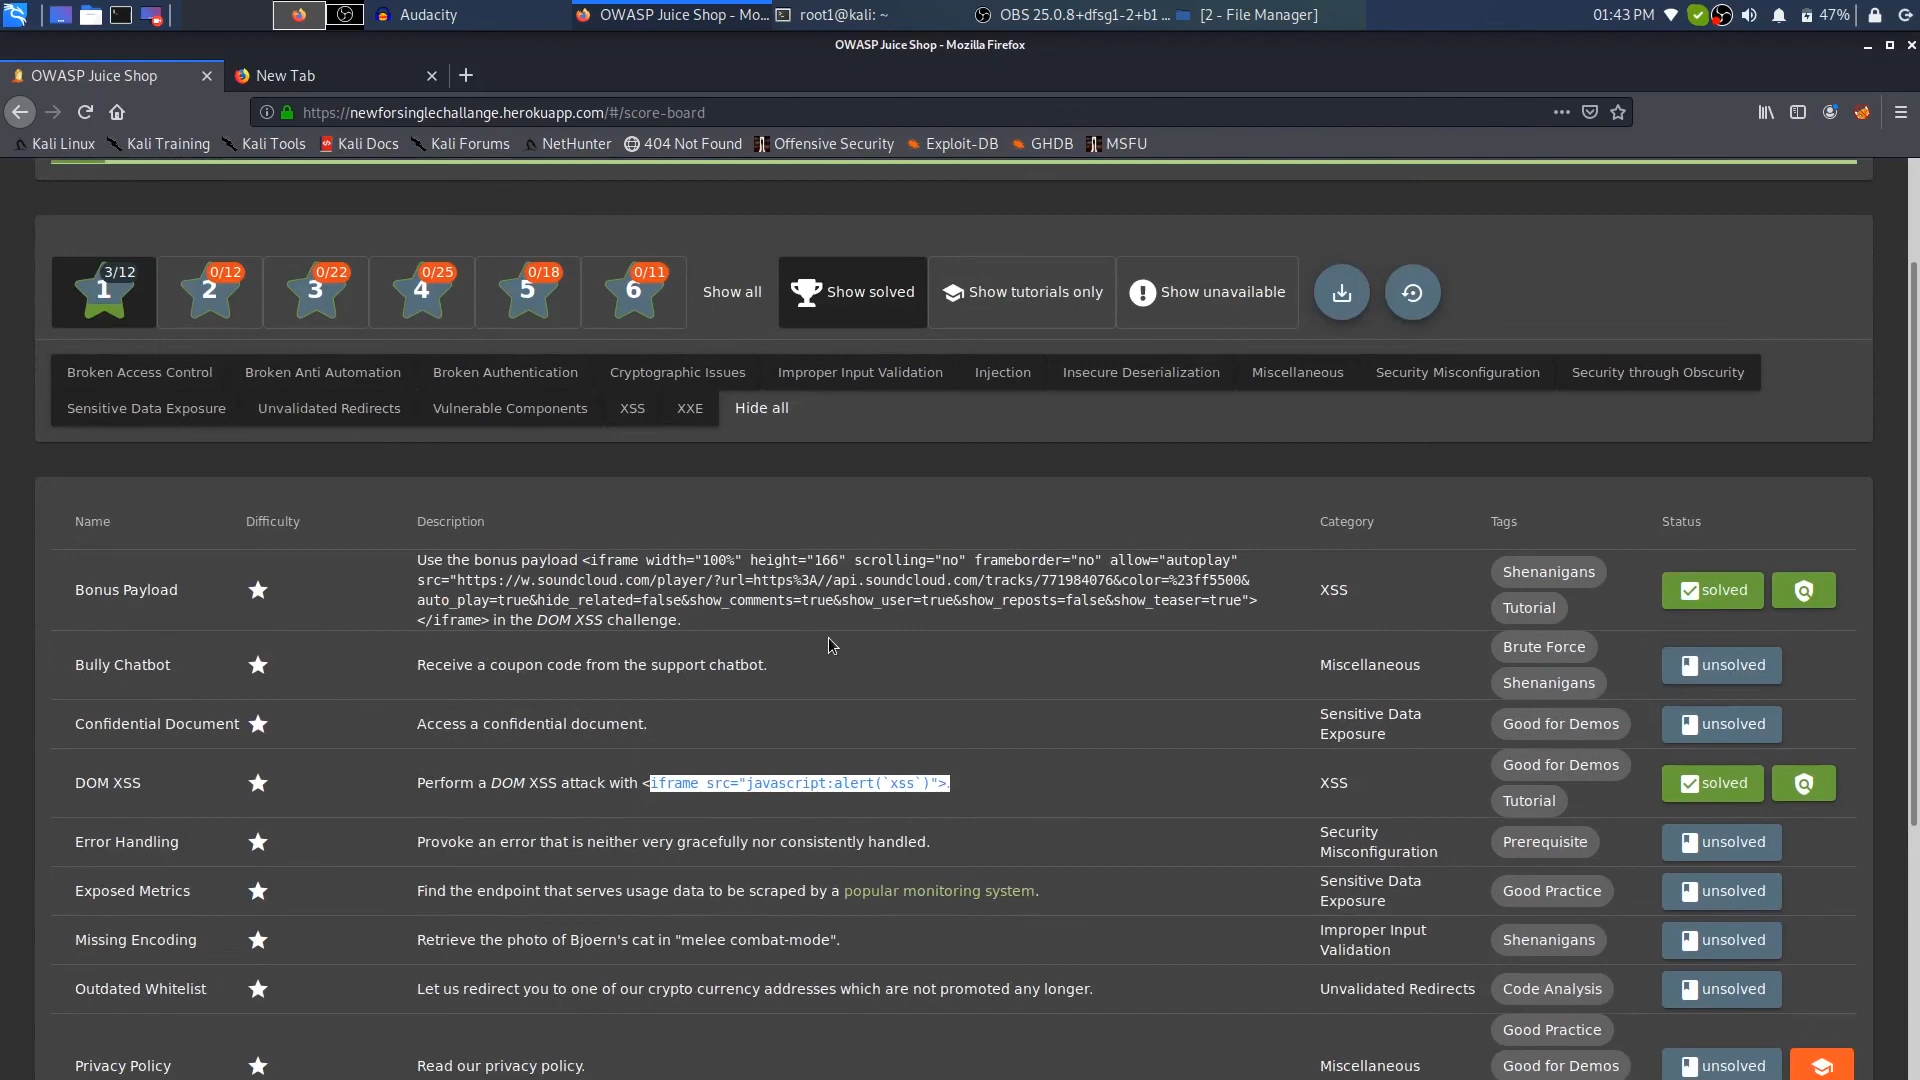 Audacity
OWASP Juice Shop - Mo...
root1@kali: ~
OBS 25.0.8+dfsg1-2+b1 ...
[2 - File Manager]
01:43 PM
47%
OWASP Juice Shop - Mozilla Firefox
OWASP Juice Shop
New Tab
https://newforsinglechallange.herokuapp.com/#/score-board
Kali Linux
Kali Training
Kali Tools
Kali Docs
Kali Forums
NetHunter
404 Not Found
Offensive Security
Exploit-DB
GHDB
MSFU
3/12
1
0/12
2
0/22
3
0/25
4
0/18
5
0/11
6
Show all
Show solved
Show tutorials only
Show unavailable
Broken Access Control
Broken Anti Automation
Broken Authentication
Cryptographic Issues
Improper Input Validation
Injection
Insecure Deserialization
Miscellaneous
Security Misconfiguration
Security through Obscurity
Sensitive Data Exposure
Unvalidated Redirects
Vulnerable Components
XSS
XXE
Hide all
Name
Difficulty
Description
Category
Tags
Status
Bonus Payload
Use the bonus payload <iframe width="100%" height="166" scrolling="no" frameborder="no" allow="autoplay"
src="https://w.soundcloud.com/player/?url=https%3A//api.soundcloud.com/tracks/771984076&color=%23ff5500&
auto_play=true&hide_related=false&show_comments=true&show_user=true&show_reposts=false&show_teaser=true">
</iframe> in the DOM XSS challenge.
XSS
Shenanigans
Tutorial
solved
Bully Chatbot
Receive a coupon code from the support chatbot.
Miscellaneous
Brute Force
Shenanigans
unsolved
Confidential Document
Access a confidential document.
Sensitive Data
Exposure
Good for Demos
unsolved
DOM XSS
Perform a DOM XSS attack with <iframe src="javascript:alert(`xss`)">.
XSS
Good for Demos
Tutorial
solved
Error Handling
Provoke an error that is neither very gracefully nor consistently handled.
Security
Misconfiguration
Prerequisite
unsolved
Exposed Metrics
Find the endpoint that serves usage data to be scraped by a popular monitoring system.
Sensitive Data
Exposure
Good Practice
unsolved
Missing Encoding
Retrieve the photo of Bjoern's cat in "melee combat-mode".
Improper Input
Validation
Shenanigans
unsolved
Outdated Whitelist
Let us redirect you to one of our crypto currency addresses which are not promoted any longer.
Unvalidated Redirects
Code Analysis
unsolved
Privacy Policy
Read our privacy policy.
Miscellaneous
Good Practice
Good for Demos
unsolved